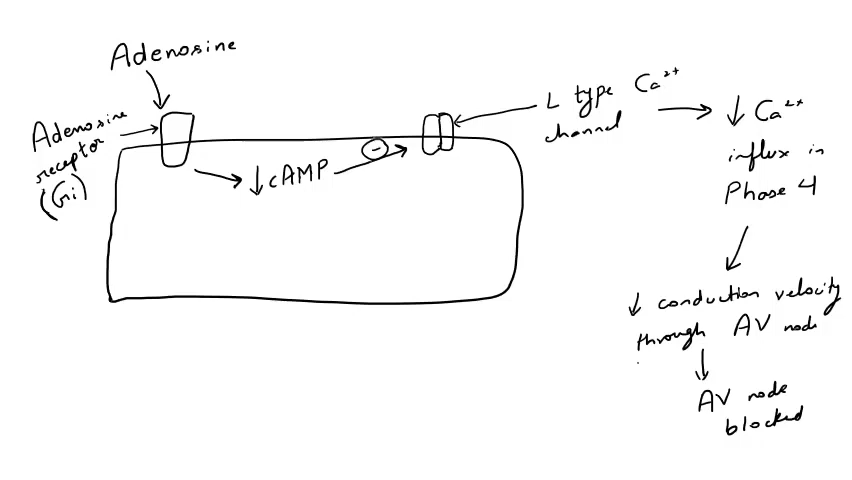 Adenosine
Adenosine
receptor
(Gi)
↓ cAMP
-
L type Ca²⁺
channel
↓ Ca²⁺
influx in
Phase 4
↓ conduction velocity
through AV node
AV node
blocked